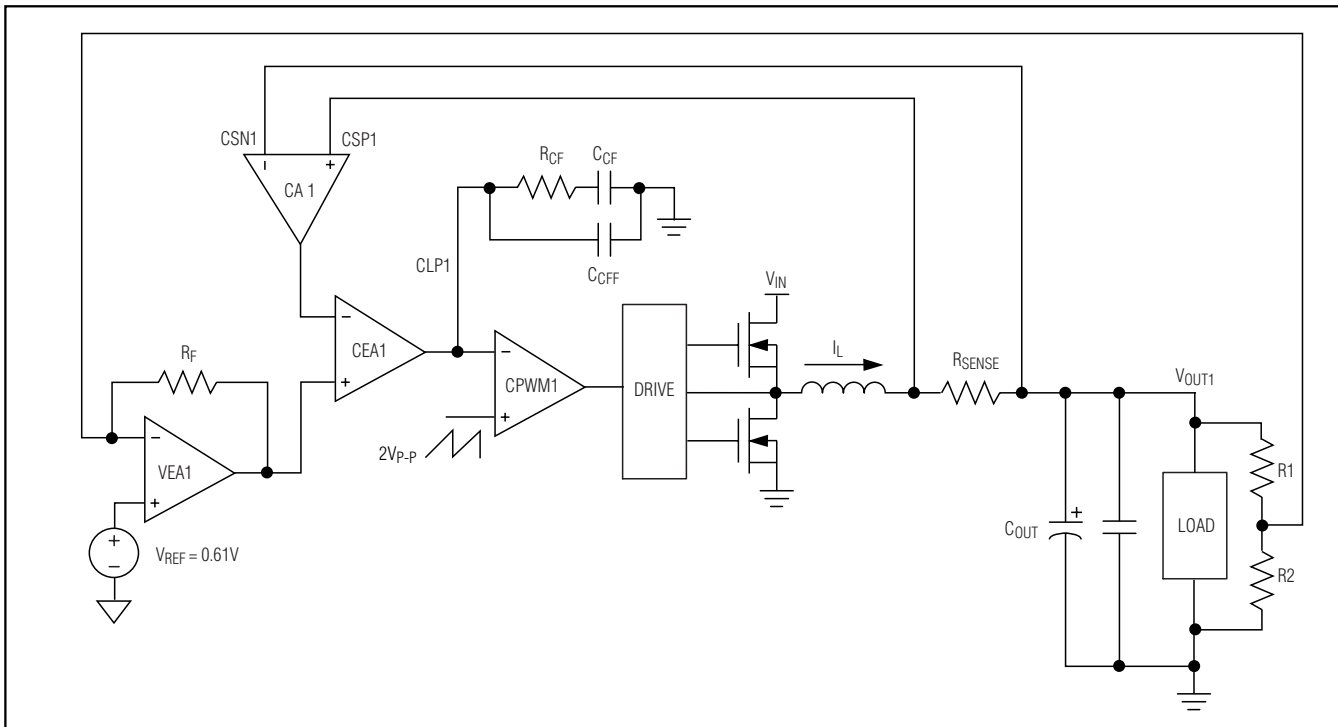 CSN1
CSP1
−
+
CA 1
R_CF
C_CF
C_CFF
CLP1
V_IN
−
CEA1
+
−
CPWM1
+
2V_P-P
DRIVE
I_L
R_SENSE
V_OUT1
R_F
−
VEA1
+
+
−
V_REF = 0.61V
+
C_OUT
LOAD
R1
R2